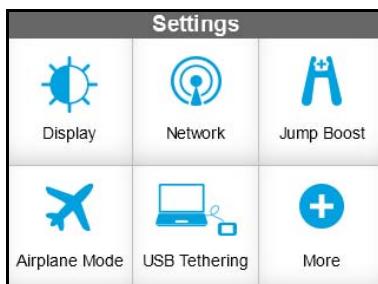 Settings
Display
Network
Jump Boost
Airplane Mode
USB Tethering
More